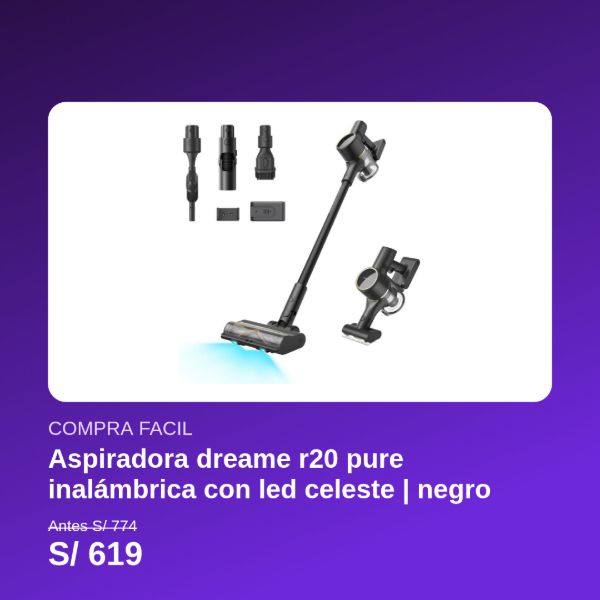 COMPRA FACIL
Aspiradora dreame r20 pure
inalámbrica con led celeste | negro
Antes S/ 774
S/ 619